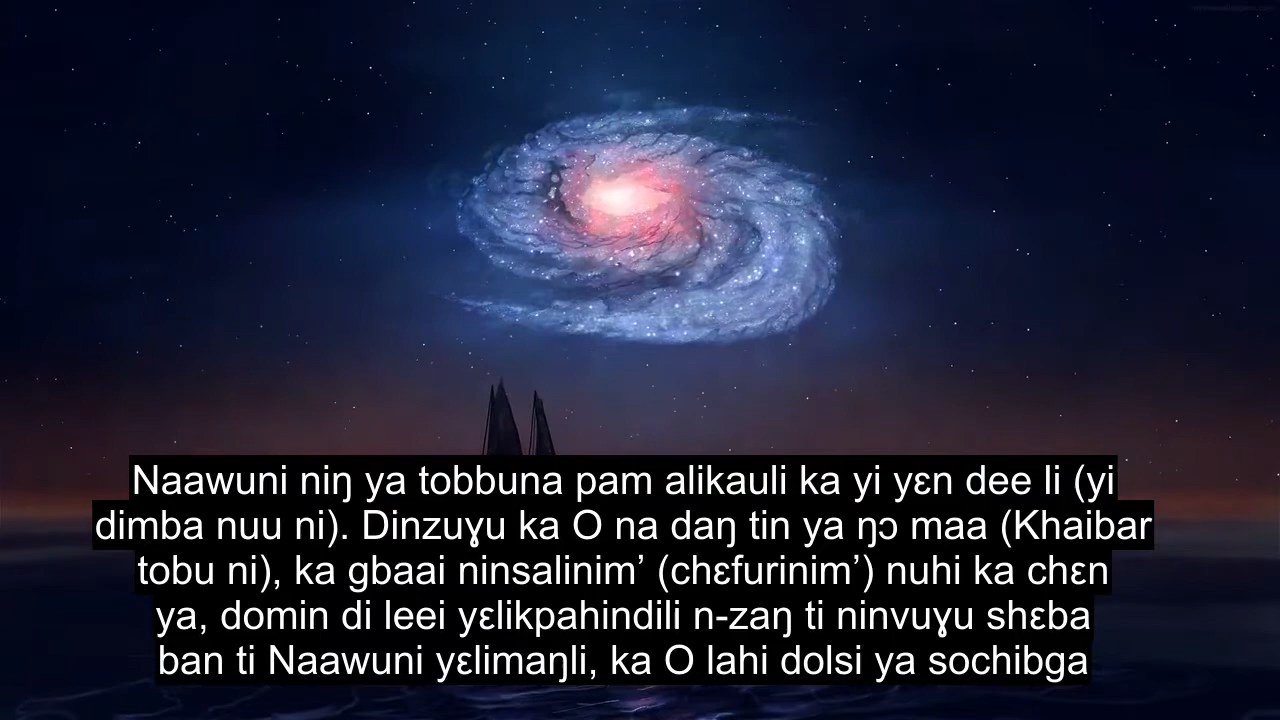 Naawuni niŋ ya tobbuna pam alikauli ka yi yɛn dee li (yi
dimba nuu ni). Dinzuɣu ka O na daŋ tin ya ŋɔ maa (Khaibar
tobu ni), ka gbaai ninsalinim’ (chɛfurinim’) nuhi ka chɛn
ya, domin di leei yɛlikpahindili n-zaŋ ti ninvuɣu shɛba
ban ti Naawuni yɛlimaŋli, ka O lahi dolsi ya sochibga